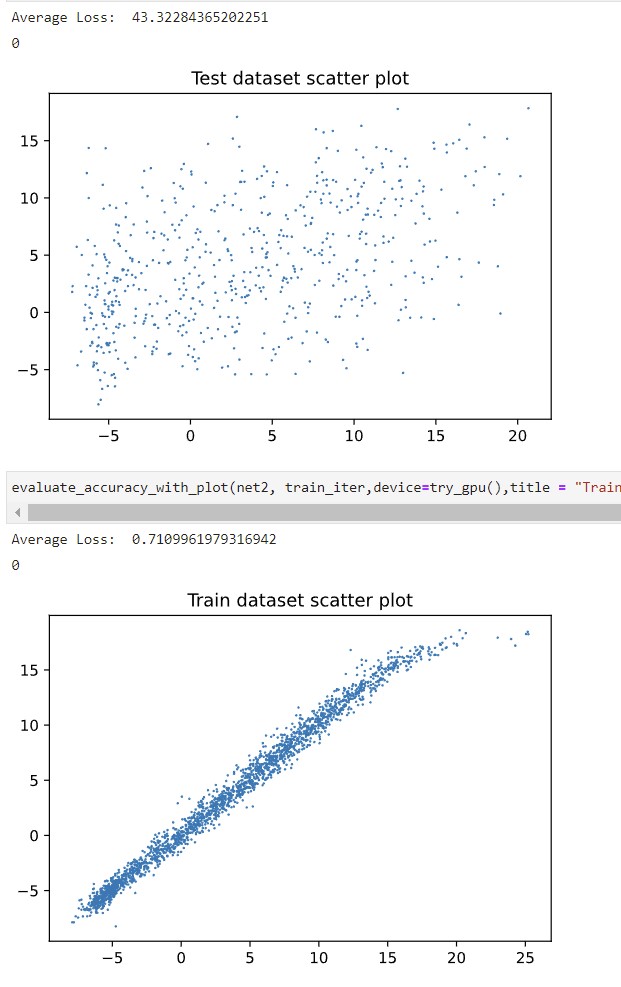 Average Loss:  43.32284365202251
0
Test dataset scatter plot
15
10
5
0
−5
−5 0 5 10 15 20
evaluate_accuracy_with_plot(net2, train_iter,device=try_gpu(),title = "Train
Average Loss:  0.7109961979316942
0
Train dataset scatter plot
15
10
5
0
−5
−5 0 5 10 15 20 25